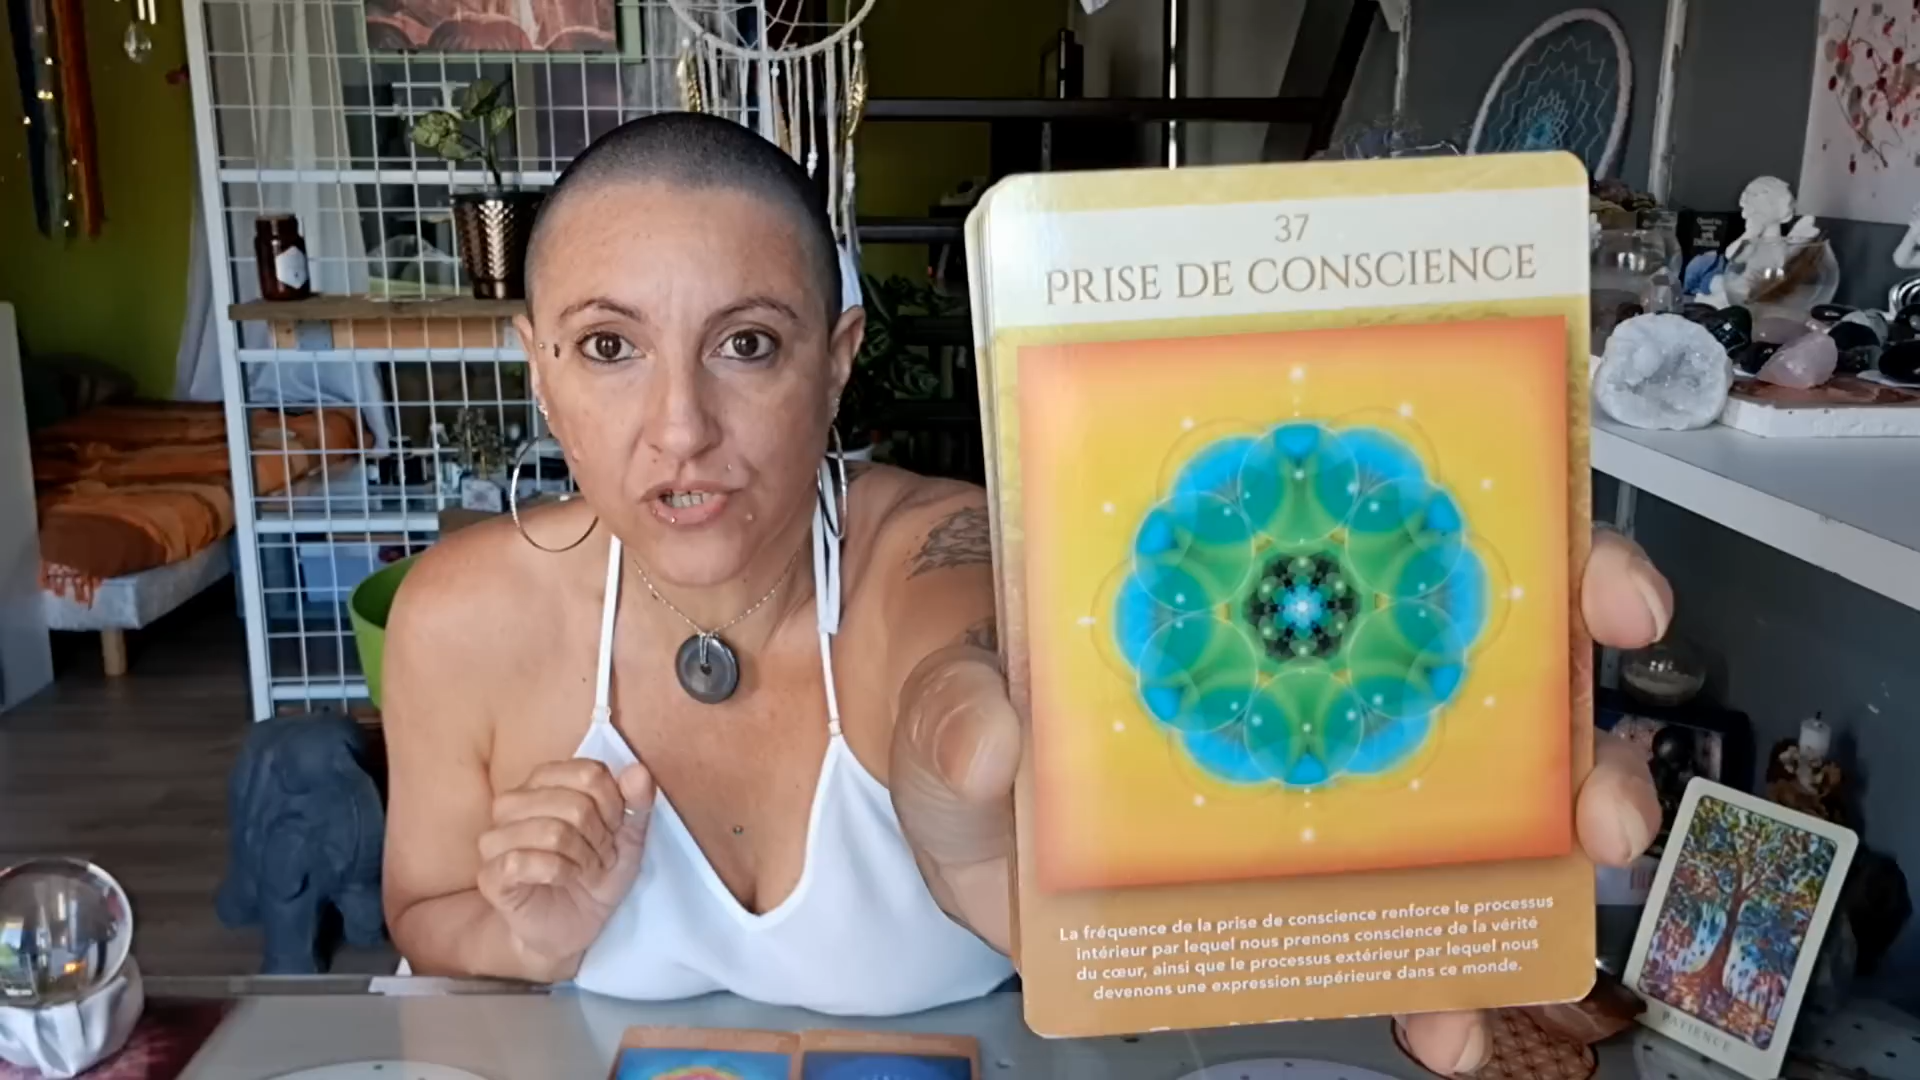 37
PRISE DE CONSCIENCE
La fréquence de la prise de conscience renforce le processus
intérieur par lequel nous prenons conscience de la vérité
du cœur, ainsi que le processus extérieur par lequel nous
devenons une expression supérieure dans ce monde.
PATIENCE